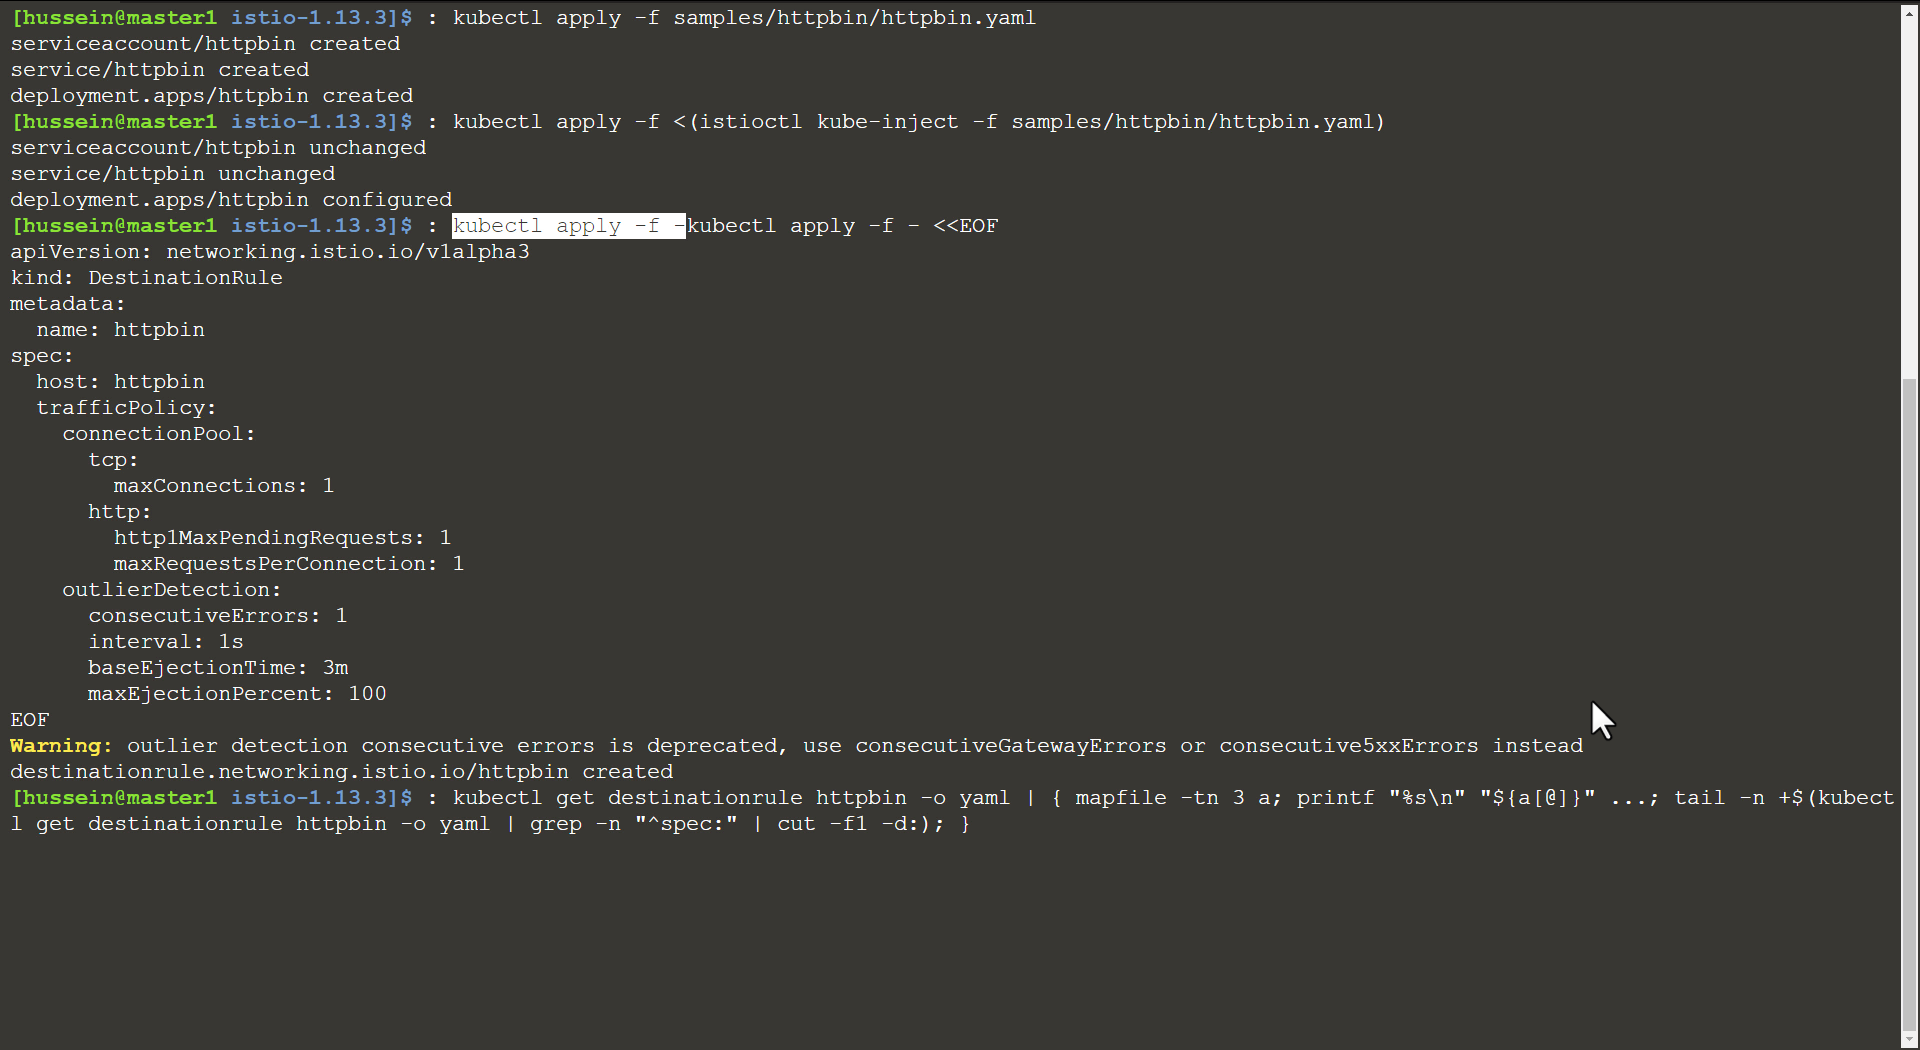 [hussein@master1 istio-1.13.3]$ : kubectl apply -f samples/httpbin/httpbin.yaml
serviceaccount/httpbin created
service/httpbin created
deployment.apps/httpbin created
[hussein@master1 istio-1.13.3]$ : kubectl apply -f <(istioctl kube-inject -f samples/httpbin/httpbin.yaml)
serviceaccount/httpbin unchanged
service/httpbin unchanged
deployment.apps/httpbin configured
[hussein@master1 istio-1.13.3]$ : kubectl apply -f -kubectl apply -f - <<EOF
apiVersion: networking.istio.io/v1alpha3
kind: DestinationRule
metadata:
  name: httpbin
spec:
  host: httpbin
  trafficPolicy:
    connectionPool:
      tcp:
        maxConnections: 1
      http:
        http1MaxPendingRequests: 1
        maxRequestsPerConnection: 1
    outlierDetection:
      consecutiveErrors: 1
      interval: 1s
      baseEjectionTime: 3m
      maxEjectionPercent: 100
EOF
Warning: outlier detection consecutive errors is deprecated, use consecutiveGatewayErrors or consecutive5xxErrors instead
destinationrule.networking.istio.io/httpbin created
[hussein@master1 istio-1.13.3]$ : kubectl get destinationrule httpbin -o yaml | { mapfile -tn 3 a; printf "%s\n" "${a[@]}" ...; tail -n +$(kubect
l get destinationrule httpbin -o yaml | grep -n "^spec:" | cut -f1 -d:); }